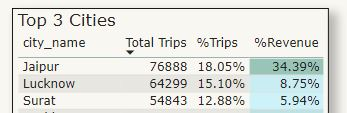 Top 3 Cities
city_name Total Trips %Trips %Revenue
Jaipur 76888 18.05% 34.39%
Lucknow 64299 15.10% 8.75%
Surat 54843 12.88% 5.94%